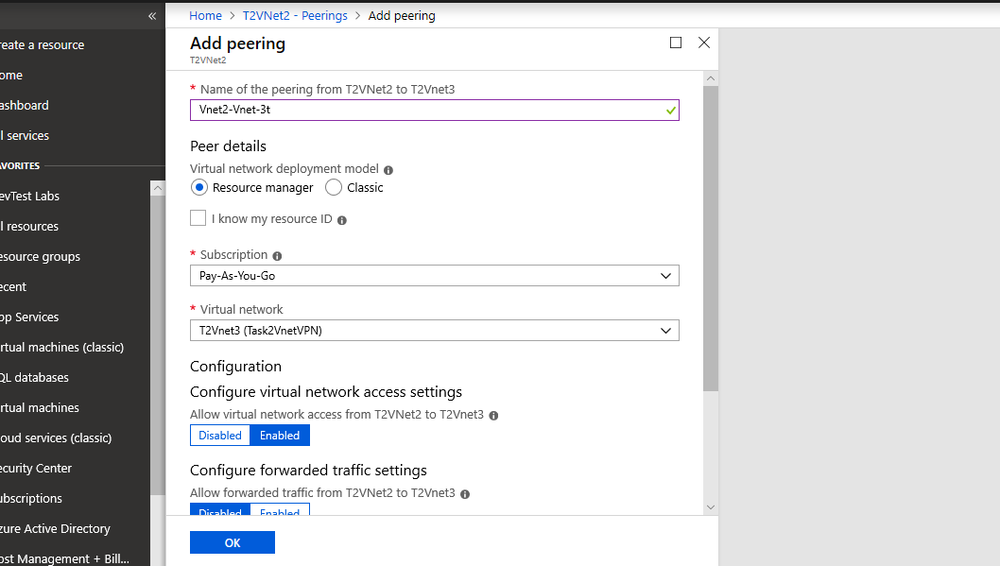 «
Home > T2VNet2 - Peerings > Add peering
reate a resource
ome
ashboard
l services
AVORITES
evTest Labs
l resources
esource groups
ecent
pp Services
rtual machines (classic)
QL databases
rtual machines
oud services (classic)
ecurity Center
ubscriptions
zure Active Directory
ost Management + Bill...
Add peering
T2VNet2
* Name of the peering from T2VNet2 to T2Vnet3
Vnet2-Vnet-3t
Peer details
Virtual network deployment model
Resource manager Classic
I know my resource ID
* Subscription
Pay-As-You-Go
* Virtual network
T2Vnet3 (Task2VnetVPN)
Configuration
Configure virtual network access settings
Allow virtual network access from T2VNet2 to T2Vnet3
Disabled Enabled
Configure forwarded traffic settings
Allow forwarded traffic from T2VNet2 to T2Vnet3
Disabled Enabled
OK